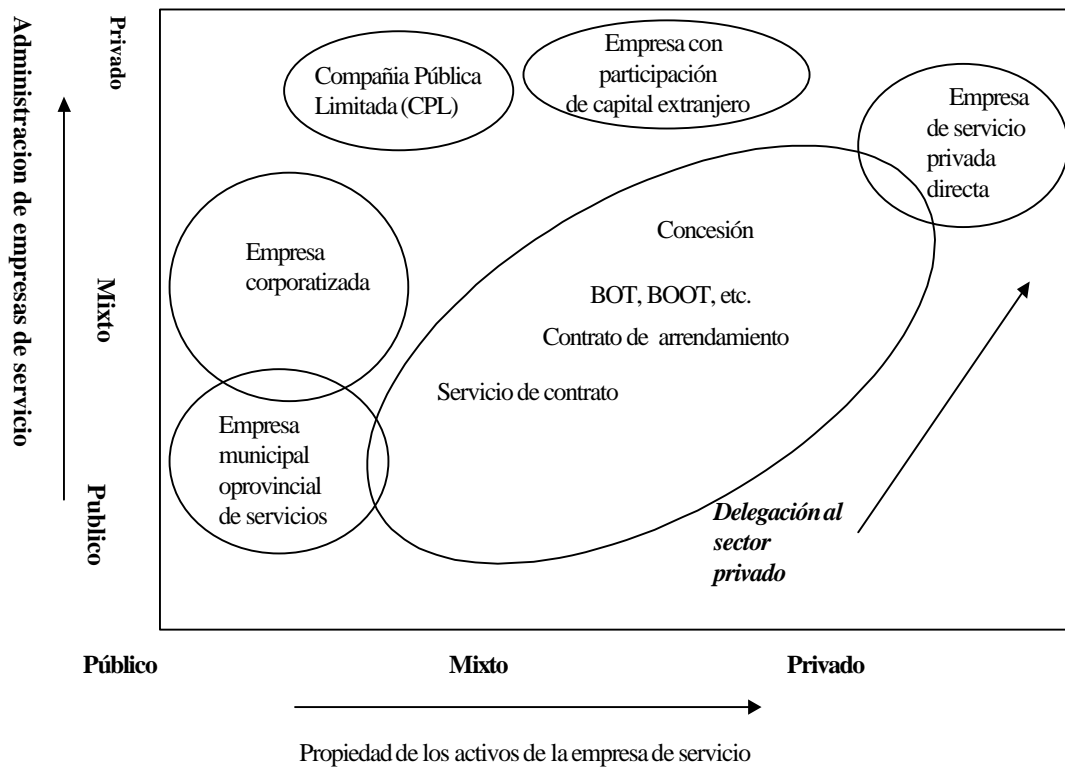 Administracion de empresas de servicio
Privado
Mixto
Publico
Compañia Pública
Limitada (CPL)
Empresa con
participación
de capital extranjero
Empresa
de servicio
privada
directa
Empresa
corporatizada
Concesión
BOT, BOOT, etc.
Contrato de arrendamiento
Servicio de contrato
Empresa
municipal
oprovincial
de servicios
Delegación al
sector
privado
Público
Mixto
Privado
Propiedad de los activos de la empresa de servicio